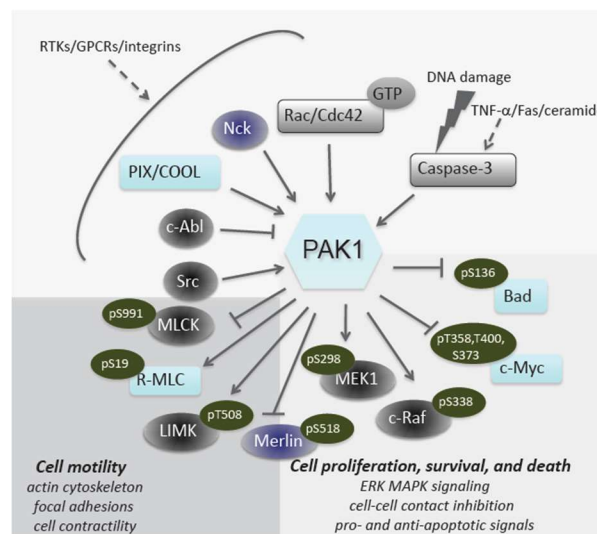 RTKs/GPCRs/integrins
DNA damage
GTP
TNF-α/Fas/ceramid
Rac/Cdc42
Nck
PIX/COOL
Caspase-3
c-Abl
PAK1
Src
pS136
Bad
pS991
MLCK
pT358,T400,
S373
c-Myc
pS19
R-MLC
pS298
MEK1
pS338
c-Raf
pT508
LIMK
pS518
Merlin
Cell motility
actin cytoskeleton
focal adhesions
cell contractility
Cell proliferation, survival, and death
ERK MAPK signaling
cell-cell contact inhibition
pro- and anti-apoptotic signals